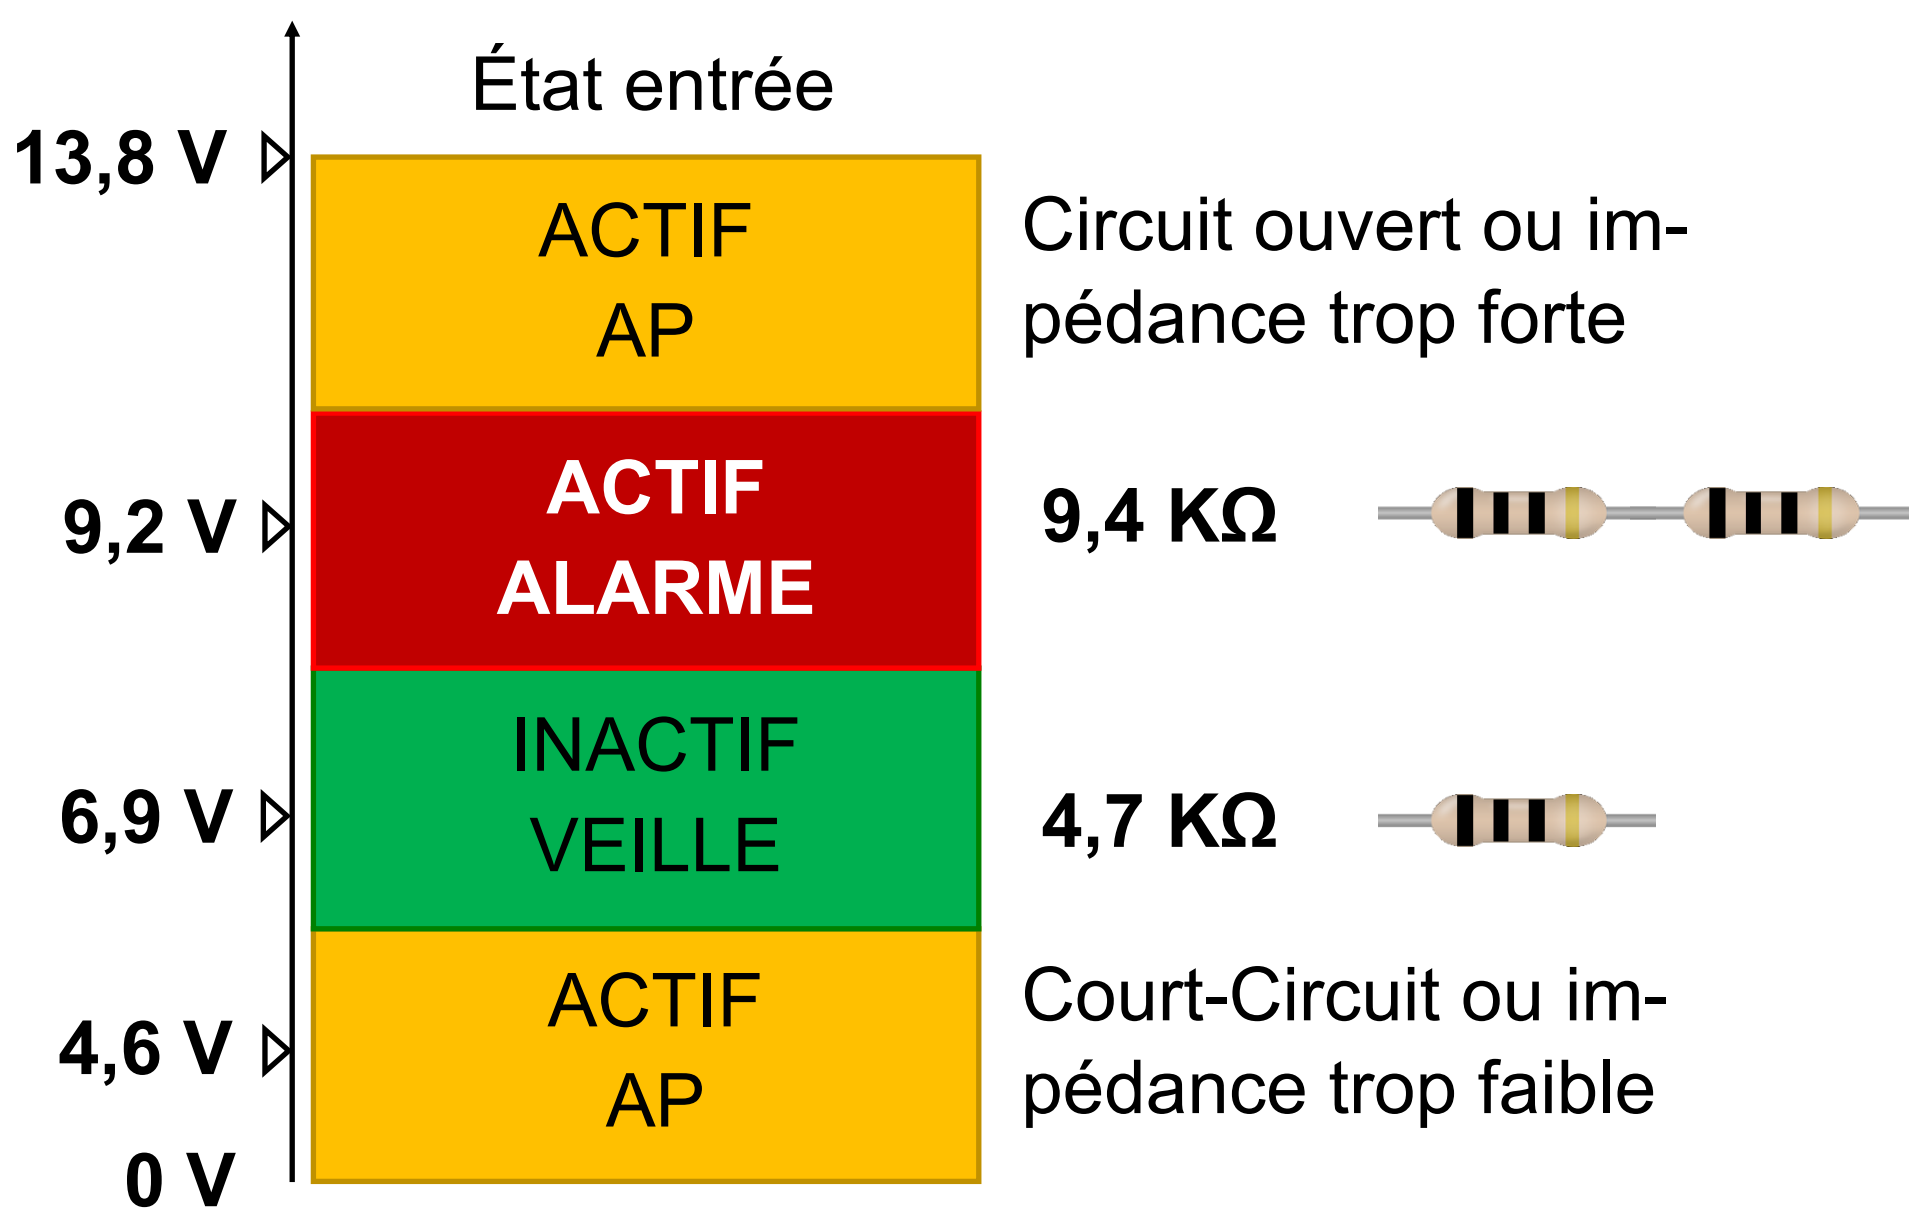 État entrée
13,8 V
ACTIF
AP
Circuit ouvert ou im-
pédance trop forte
9,2 V
ACTIF
ALARME
9,4 KΩ
6,9 V
INACTIF
VEILLE
4,7 KΩ
4,6 V
ACTIF
AP
Court-Circuit ou im-
pédance trop faible
0 V